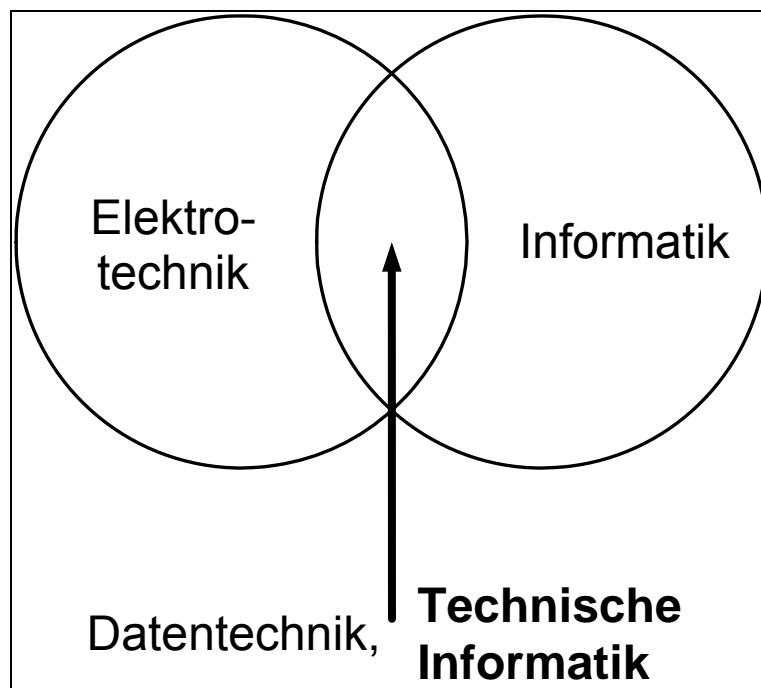 Elektro-
technik
Informatik
Datentechnik,
Technische
Informatik